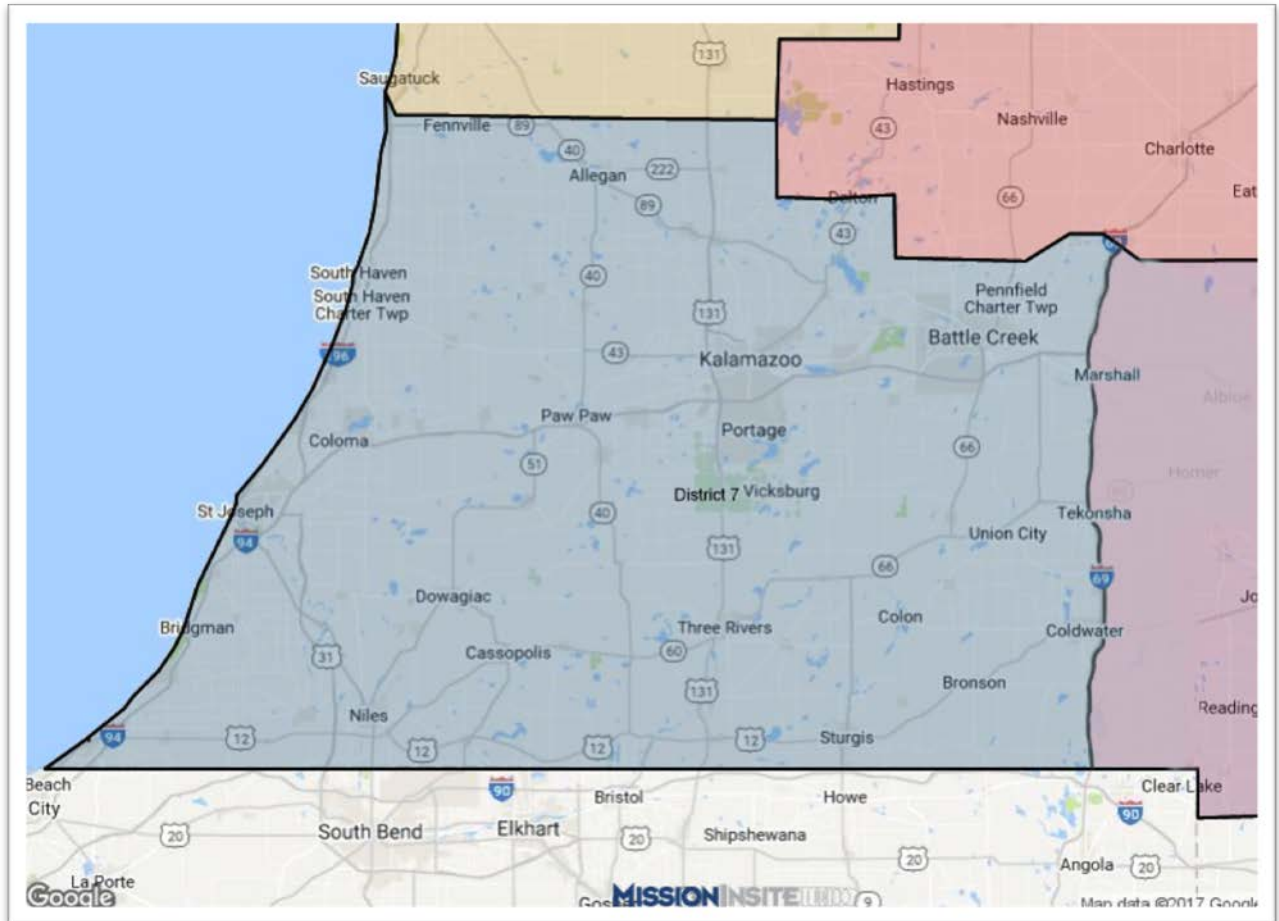 131
Saugatuck
Hastings
Nashville
Fennville
89
40
43
Charlotte
222
Allegan
Eat
66
Delton
89
43
South Haven
40
South Haven
Charter Twp
Pennfield
Charter Twp
131
Battle Creek
96
43
Kalamazoo
Marshall
Albion
Paw Paw
Portage
Coloma
66
51
Homer
District 7
Vicksburg
St Joseph
40
Tekonsha
94
131
Union City
66
69
Dowagiac
Jo
Colon
Bridgman
Three Rivers
Coldwater
31
Cassopolis
60
Bronson
131
Reading
Niles
94
12
12
12
12
Sturgis
Beach
City
90
Bristol
Howe
Clear Lake
90
20
South Bend
Elkhart
20
Shipshewana
20
Angola
20
La Porte
Google
Gos
MISSIONINSITE
9
Map data ©2017 Google